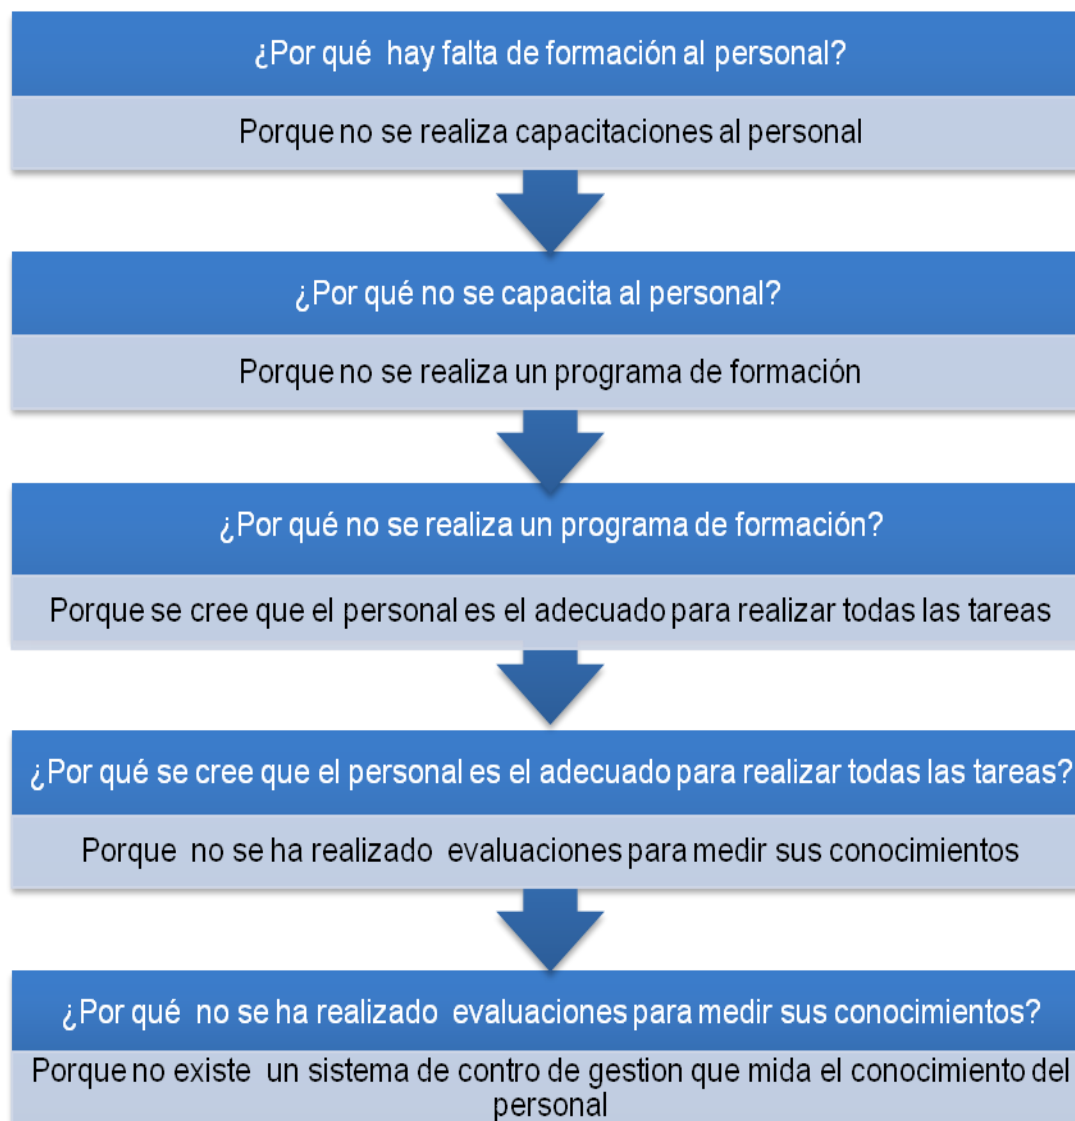 ¿Por qué hay falta de formación al personal?
Porque no se realiza capacitaciones al personal
¿Por qué no se capacita al personal?
Porque no se realiza un programa de formación
¿Por qué no se realiza un programa de formación?
Porque se cree que el personal es el adecuado para realizar todas las tareas
¿Por qué se cree que el personal es el adecuado para realizar todas las tareas?
Porque no se ha realizado evaluaciones para medir sus conocimientos
¿Por qué no se ha realizado evaluaciones para medir sus conocimientos?
Porque no existe un sistema de contro de gestion que mida el conocimiento del
personal